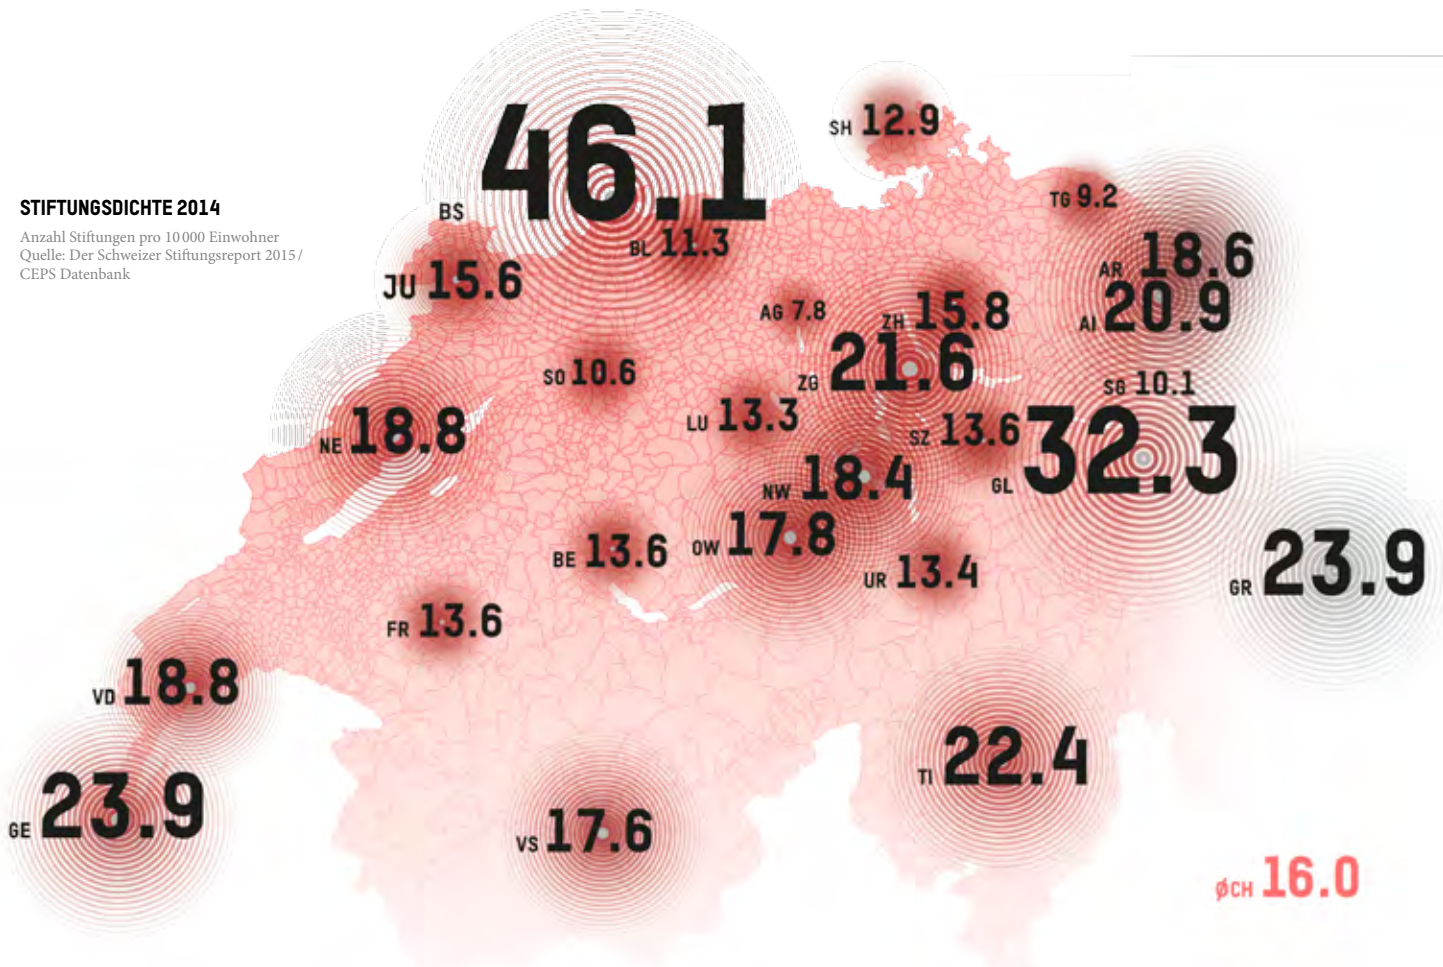 46.1
BS
SH 12.9
STIFTUNGSDICHTE 2014
Anzahl Stiftungen pro 10 000 Einwohner
Quelle: Der Schweizer Stiftungsreport 2015/
CEPS Datenbank
TG 9.2
BL 11.3
AR 18.6
JU 15.6
AG 7.8
ZH 15.8
AI 20.9
ZG 21.6
SO 10.6
SG 10.1
LU 13.3
SZ 13.6
GL 32.3
NE 18.8
NW 18.4
OW 17.8
BE 13.6
UR 13.4
GR 23.9
FR 13.6
VD 18.8
TI 22.4
GE 23.9
VS 17.6
ØCH 16.0